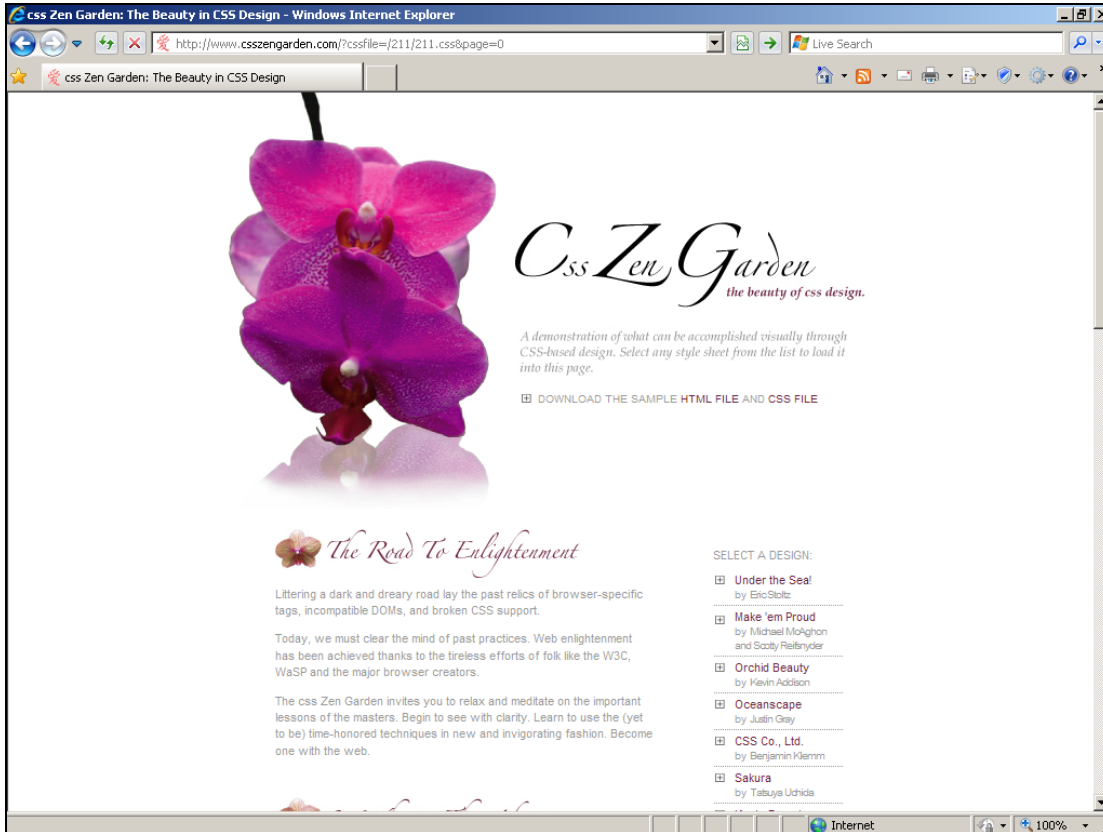 css Zen Garden: The Beauty in CSS Design - Windows Internet Explorer
http://www.csszengarden.com/?cssfile=/211/211.css&page=0
Live Search
css Zen Garden: The Beauty in CSS Design
Css Zen Garden
the beauty of css design.
A demonstration of what can be accomplished visually through
CSS-based design. Select any style sheet from the list to load it
into this page.
DOWNLOAD THE SAMPLE HTML FILE AND CSS FILE
The Road To Enlightenment
Littering a dark and dreary road lay the past relics of browser-specific
tags, incompatible DOMs, and broken CSS support.
Today, we must clear the mind of past practices. Web enlightenment
has been achieved thanks to the tireless efforts of folk like the W3C,
WaSP and the major browser creators.
The css Zen Garden invites you to relax and meditate on the important
lessons of the masters. Begin to see with clarity. Learn to use the (yet
to be) time-honored techniques in new and invigorating fashion. Become
one with the web.
SELECT A DESIGN:
Under the Sea!
by Eric Stoltz
Make 'em Proud
by Michael McAghon
and Scotty Reifsnyder
Orchid Beauty
by Kevin Addison
Oceanscape
by Justin Gray
CSS Co., Ltd.
by Benjamin Klemm
Sakura
by Tatsuya Uchida
Internet
100%